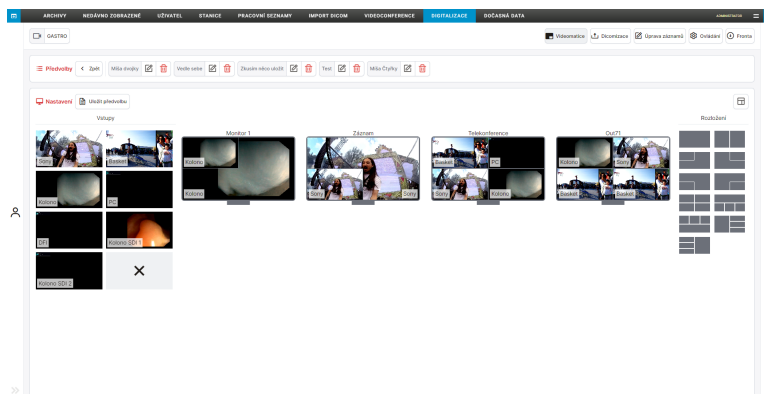 ARCHIVY NEDÁVNO ZOBRAZENÉ UŽIVATEL STANICE PRACOVNÍ SEZNAMY IMPORT DICOM VIDEOCONFERENCE DIGITALIZACE DOČASNÁ DATA ADMINISTRATOR
GASTRO Videomatice Dicomizace Úprava záznamů Ovládání Fronta
Předvolby Zpět Míša dvojky Vedle sebe Zkusím něco uložit Test Míša Čtyřky
Nastavení Uložit předvolbu
Vstupy Monitor 1 Záznam Telekonference Out71 Rozložení
Sony Basket Kolono Basket PC Kolono Sony
Kolono PC Kolono Sony Sony Sony Kolono Basket Basket
DFI Kolono SDI 1
Kolono SDI 2